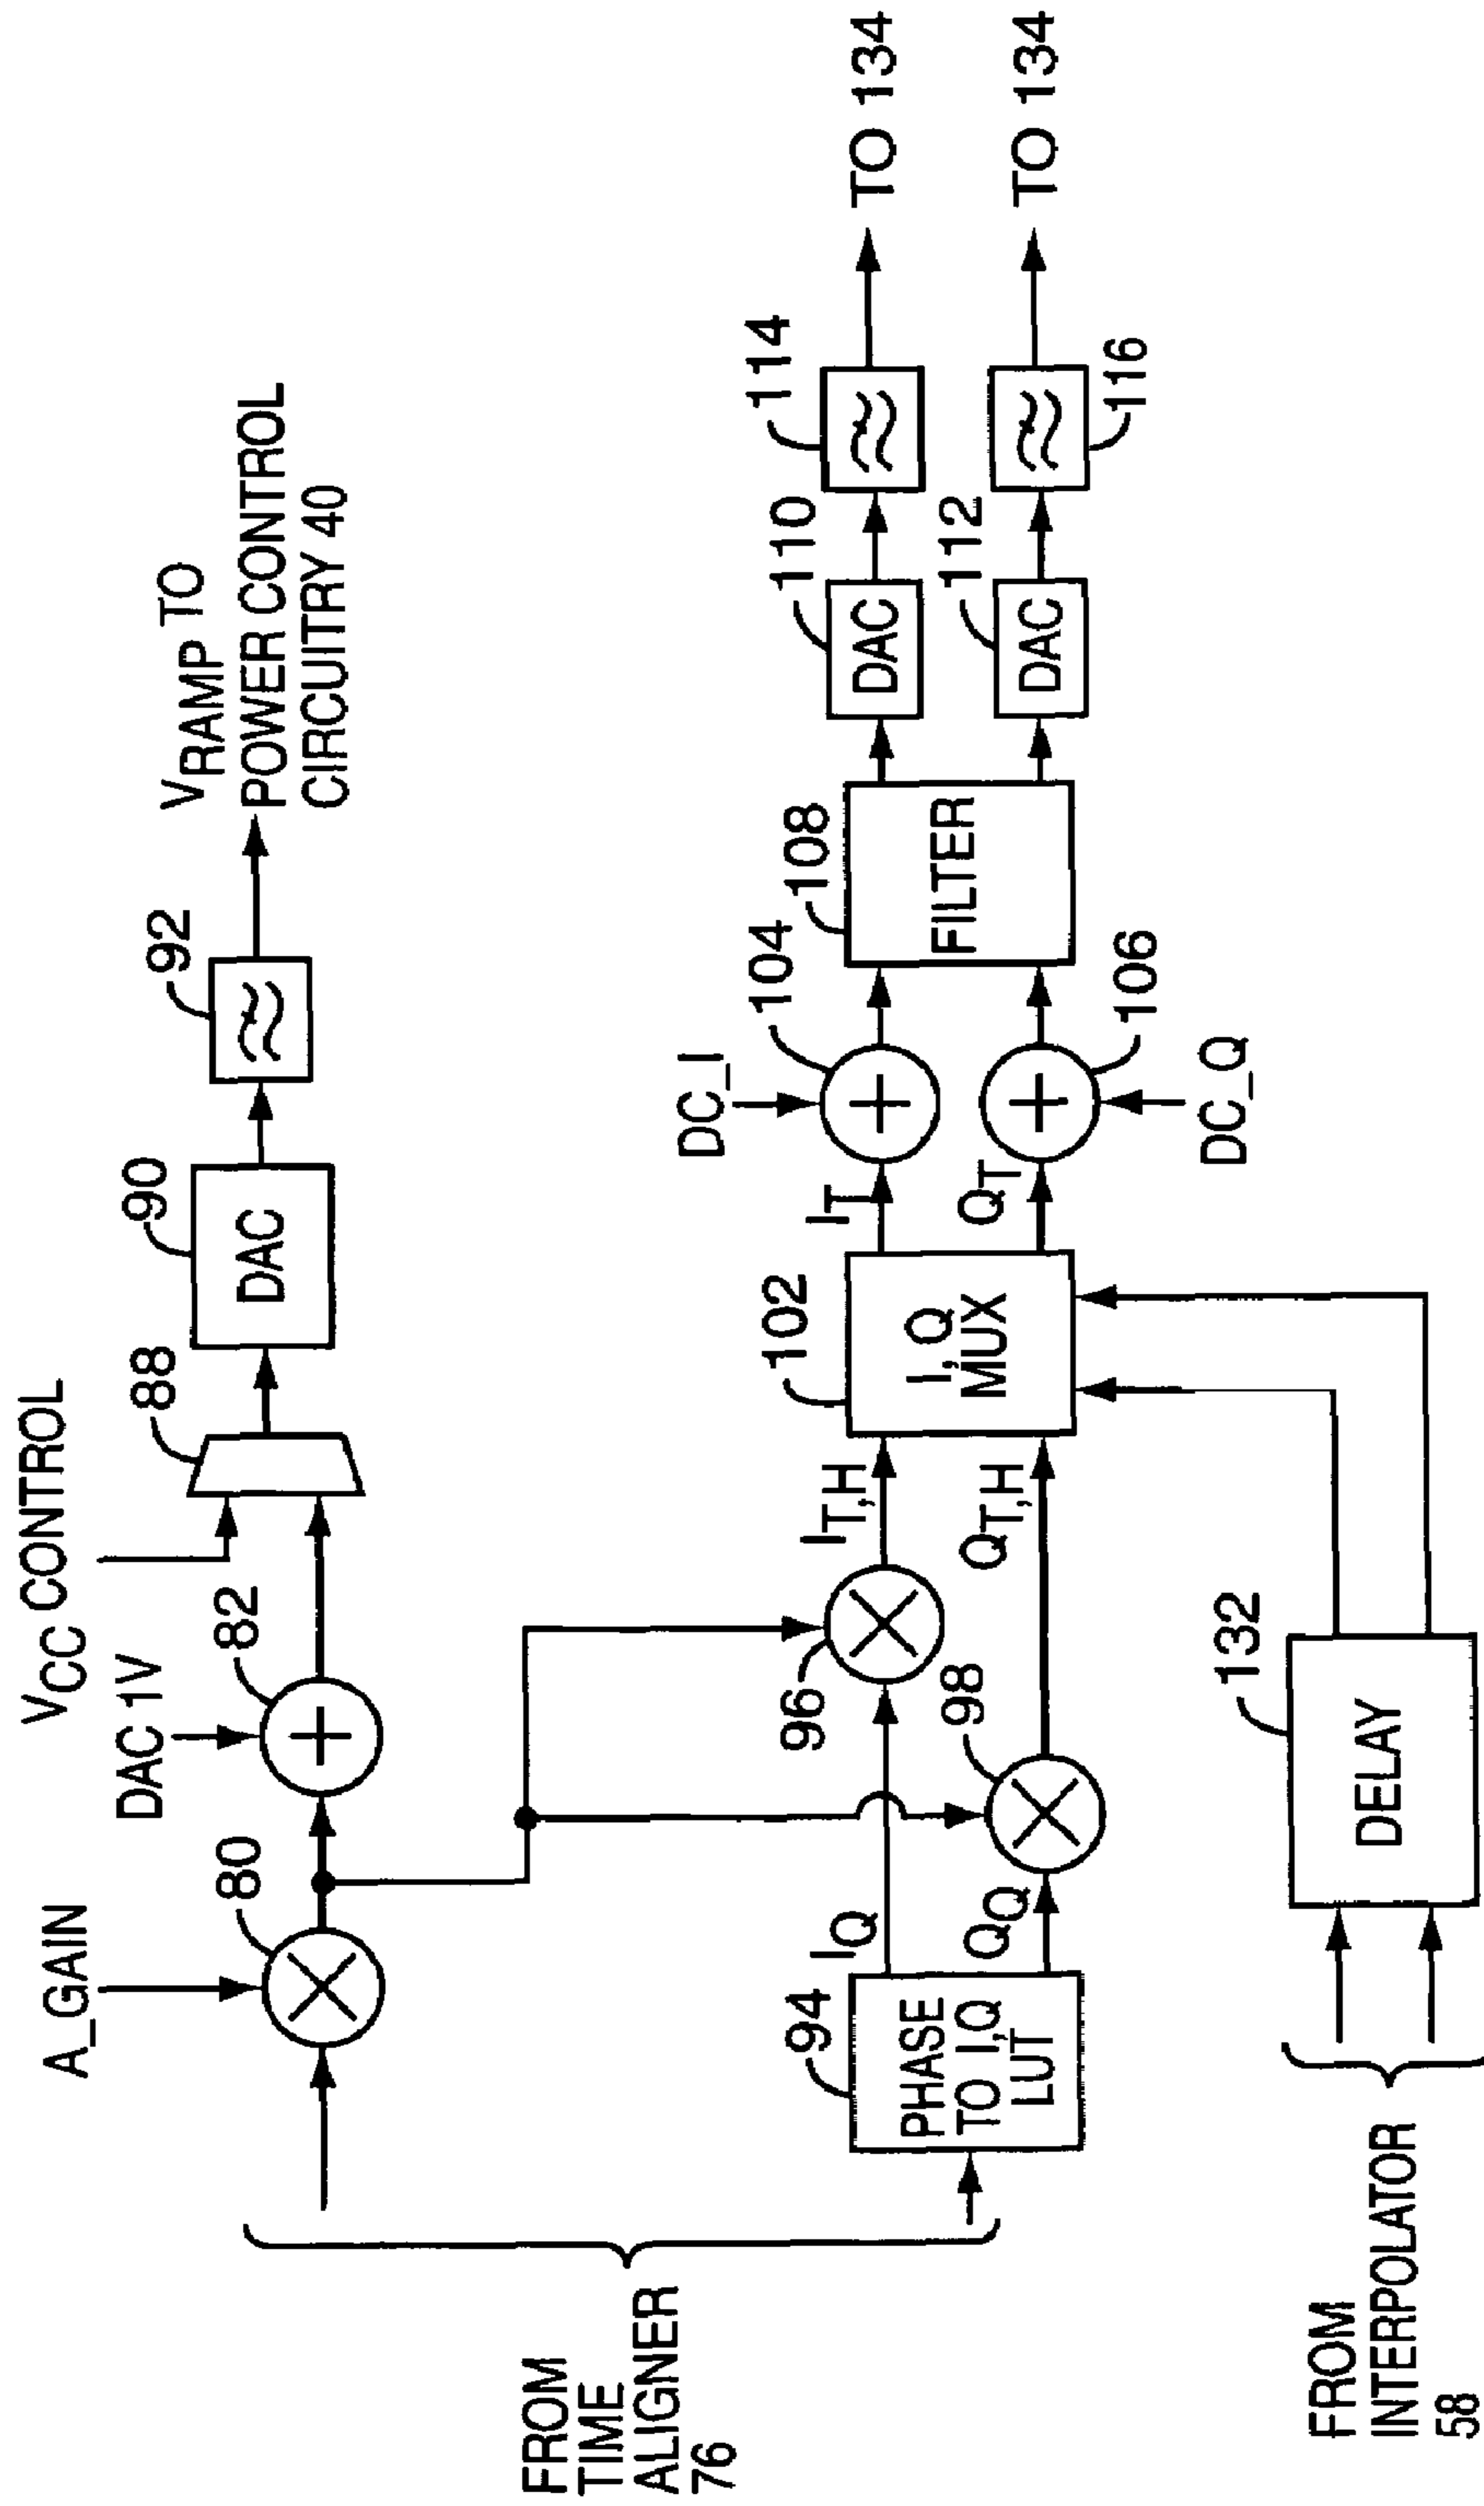 A_GAIN
80
DAC 1V
82
VCC CONTROL
88
90
DAC
92
VRAMP TO
POWER CONTROL
CIRCUITRY 40
FROM
TIME
ALIGNER
76
94
PHASE
TO I,Q
LUT
IQ
QQ
96
98
IT,H
QT,H
102
I,Q
MUX
IT
QT
DC_I
104
DC_Q
106
108
FILTER
110
DAC
112
DAC
114
116
TO 134
TO 134
FROM
INTERPOLATOR
58
132
DELAY